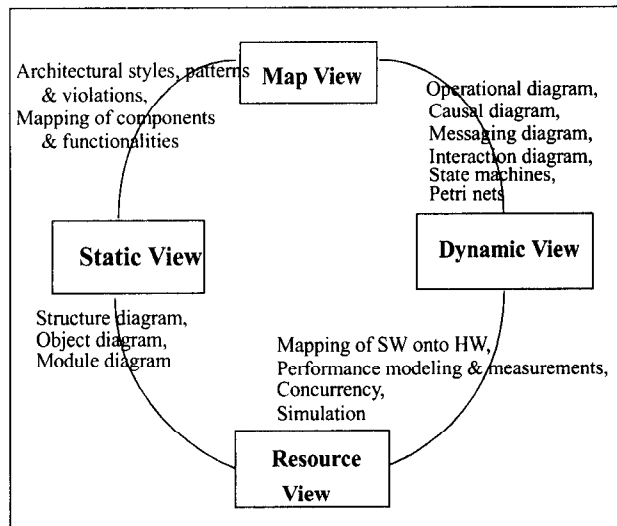 Map View
Architectural styles, patterns
& violations,
Mapping of components
& functionalities
Operational diagram,
Causal diagram,
Messaging diagram,
Interaction diagram,
State machines,
Petri nets
Static View
Dynamic View
Structure diagram,
Object diagram,
Module diagram
Mapping of SW onto HW,
Performance modeling & measurements,
Concurrency,
Simulation
Resource
View